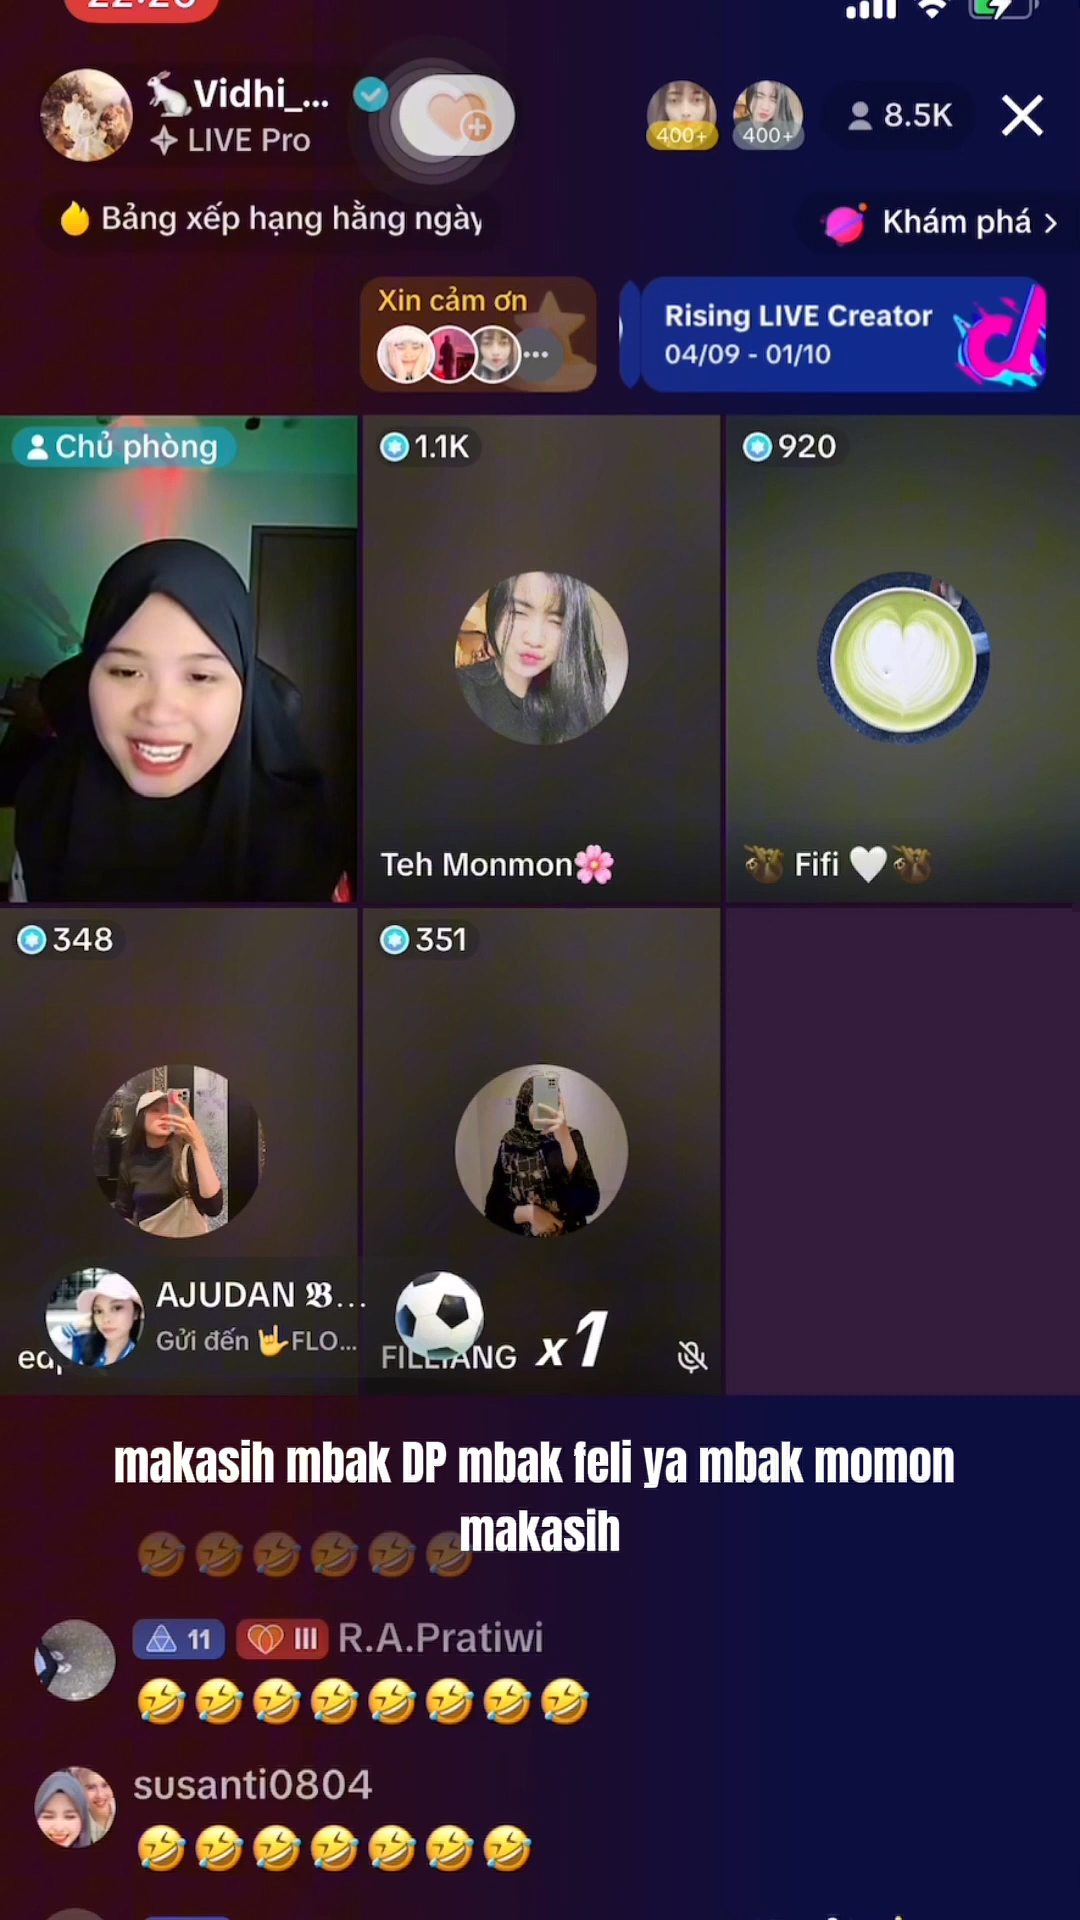 Vidhi_...
LIVE Pro
400+
400+
8.5K
Bảng xếp hạng hằng ngày
Khám phá >
Xin cảm ơn
Rising LIVE Creator
04/09 - 01/10
Chủ phòng
1.1K
920
Teh Monmon
Fifi
348
351
AJUDAN 𝕭...
Gửi đến 🤟FLO...
x1
makasih mbak DP mbak feli ya mbak momon
makasih
🤣🤣🤣🤣🤣🤣
11 III R.A.Pratiwi
🤣🤣🤣🤣🤣🤣🤣🤣
susanti0804
🤣🤣🤣🤣🤣🤣🤣